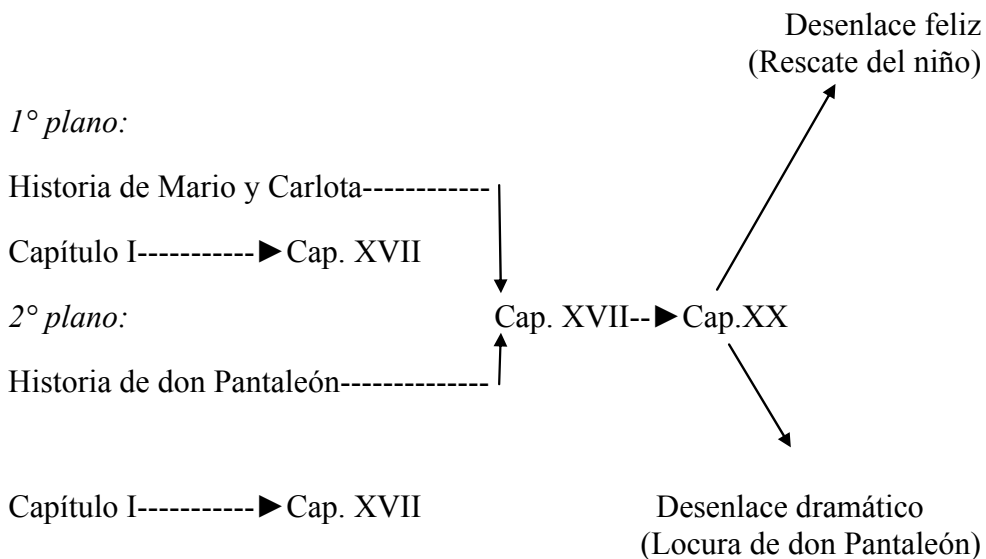 Desenlace feliz
(Rescate del niño)
1° plano:
Historia de Mario y Carlota------------
Capítulo I-----------►Cap. XVII
2° plano:
Cap. XVII--►Cap.XX
Historia de don Pantaleón--------------
Capítulo I-----------►Cap. XVII
Desenlace dramático
(Locura de don Pantaleón)